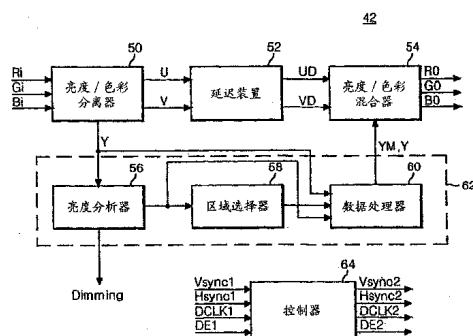 42
50
52
54
Ri
Gi
Bi
亮度/色彩
分离器
U
V
延迟装置
UD
VD
亮度/色彩
混合器
R0
G0
B0
Y
YM,Y
56
58
60
62
亮度分析器
区域选择器
数据处理器
Dimming
64
Vsync1
Hsync1
DCLK1
DE1
控制器
Vsync2
Hsync2
DCLK2
DE2